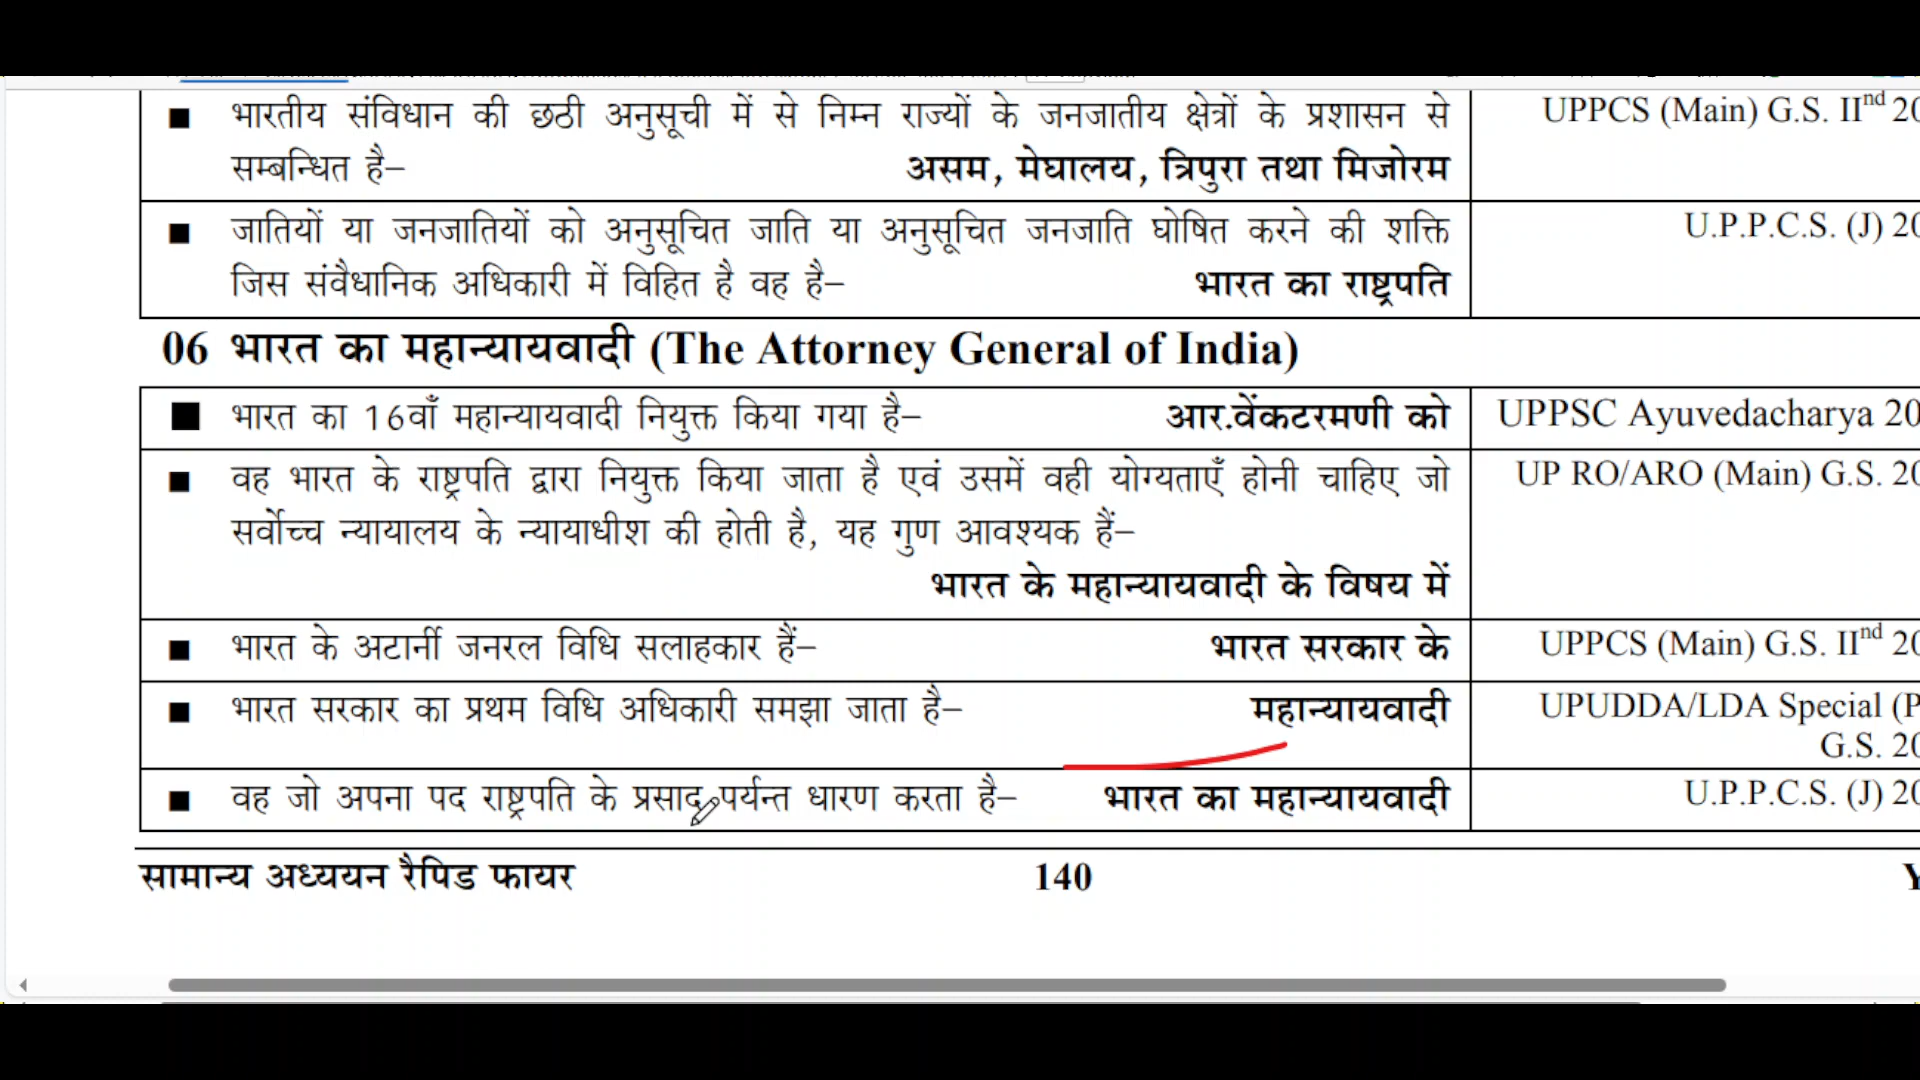 ■ भारतीय संविधान की छठी अनुसूची में से निम्न राज्यों के जनजातीय क्षेत्रों के प्रशासन से UPPCS (Main) G.S. IInd 20
सम्बन्धित है– असम, मेघालय, त्रिपुरा तथा मिजोरम
■ जातियों या जनजातियों को अनुसूचित जाति या अनुसूचित जनजाति घोषित करने की शक्ति U.P.P.C.S. (J) 20
जिस संवैधानिक अधिकारी में विहित है वह है– भारत का राष्ट्रपति
06 भारत का महान्यायवादी (The Attorney General of India)
■ भारत का 16वाँ महान्यायवादी नियुक्त किया गया है– आर.वेंकटरमणी को UPPSC Ayuvedacharya 20
■ वह भारत के राष्ट्रपति द्वारा नियुक्त किया जाता है एवं उसमें वही योग्यताएँ होनी चाहिए जो UP RO/ARO (Main) G.S. 20
सर्वोच्च न्यायालय के न्यायाधीश की होती है, यह गुण आवश्यक हैं–
भारत के महान्यायवादी के विषय में
■ भारत के अटार्नी जनरल विधि सलाहकार हैं– भारत सरकार के UPPCS (Main) G.S. IInd 20
■ भारत सरकार का प्रथम विधि अधिकारी समझा जाता है– महान्यायवादी UPUDDA/LDA Special (P
G.S. 20
■ वह जो अपना पद राष्ट्रपति के प्रसाद पर्यन्त धारण करता है– भारत का महान्यायवादी U.P.P.C.S. (J) 20
सामान्य अध्ययन रैपिड फायर 140 Y